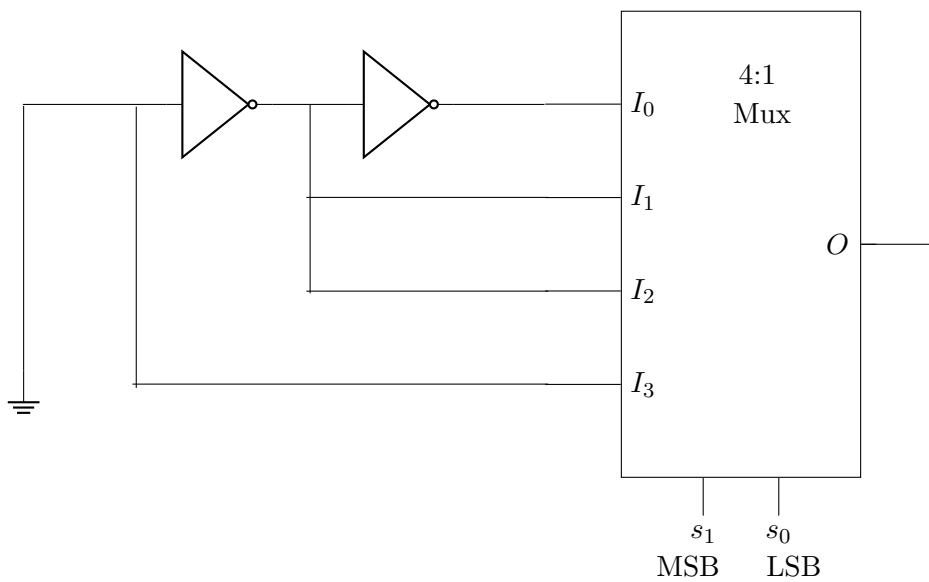 4:1
Mux
I₀
I₁
O
I₂
I₃
s₁ s₀
MSB LSB